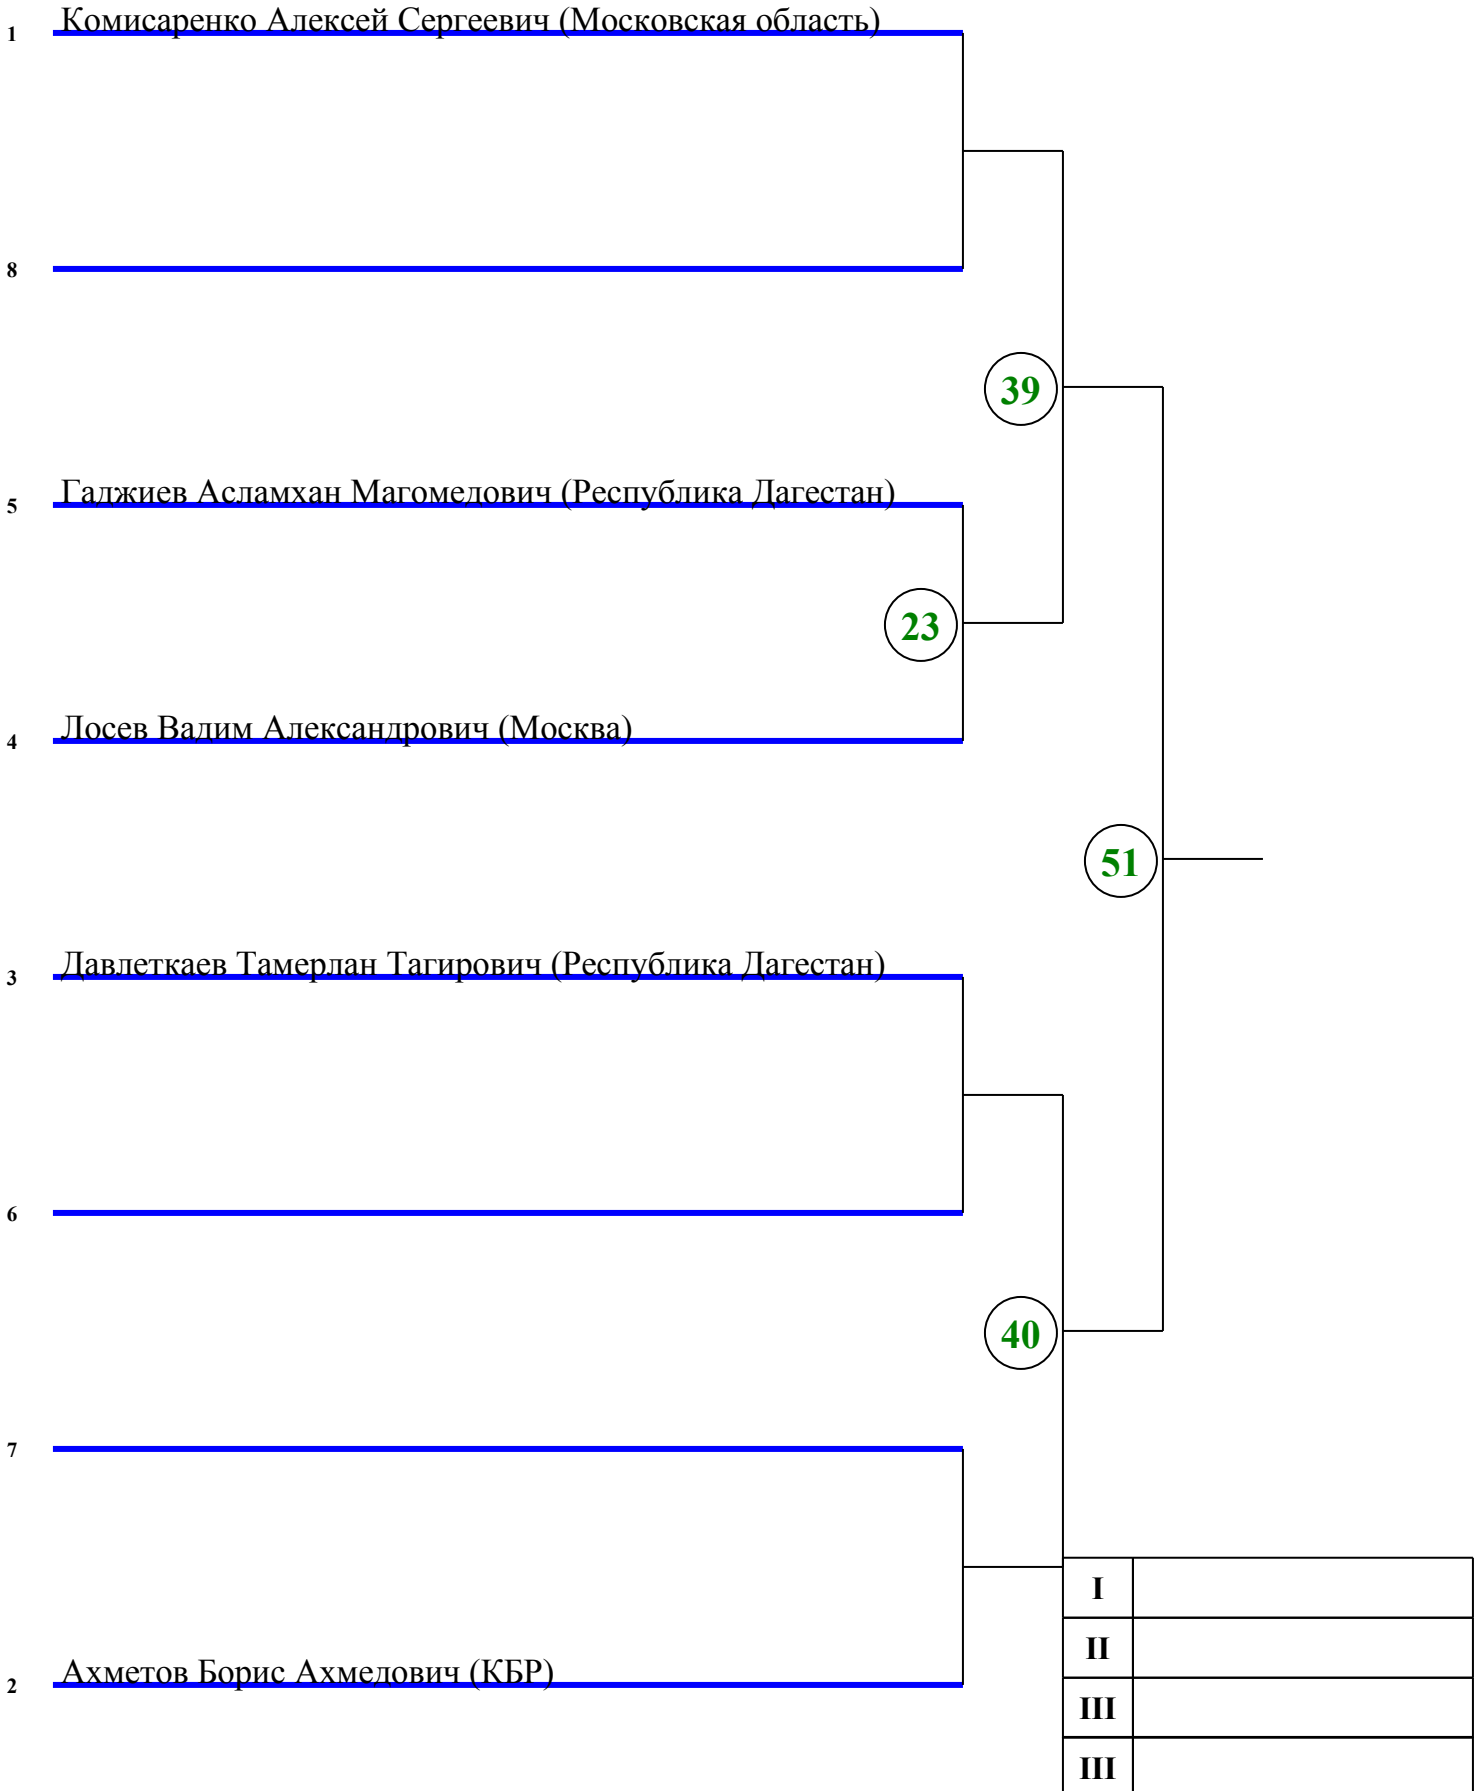 1 Комисаренко Алексей Сергеевич (Московская область)
8
39
5 Гаджиев Асламхан Магомедович (Республика Дагестан)
23
4 Лосев Вадим Александрович (Москва)
51
3 Давлеткаев Тамерлан Тагирович (Республика Дагестан)
6
40
7
I
II
2 Ахметов Борис Ахмедович (КБР)
III
III